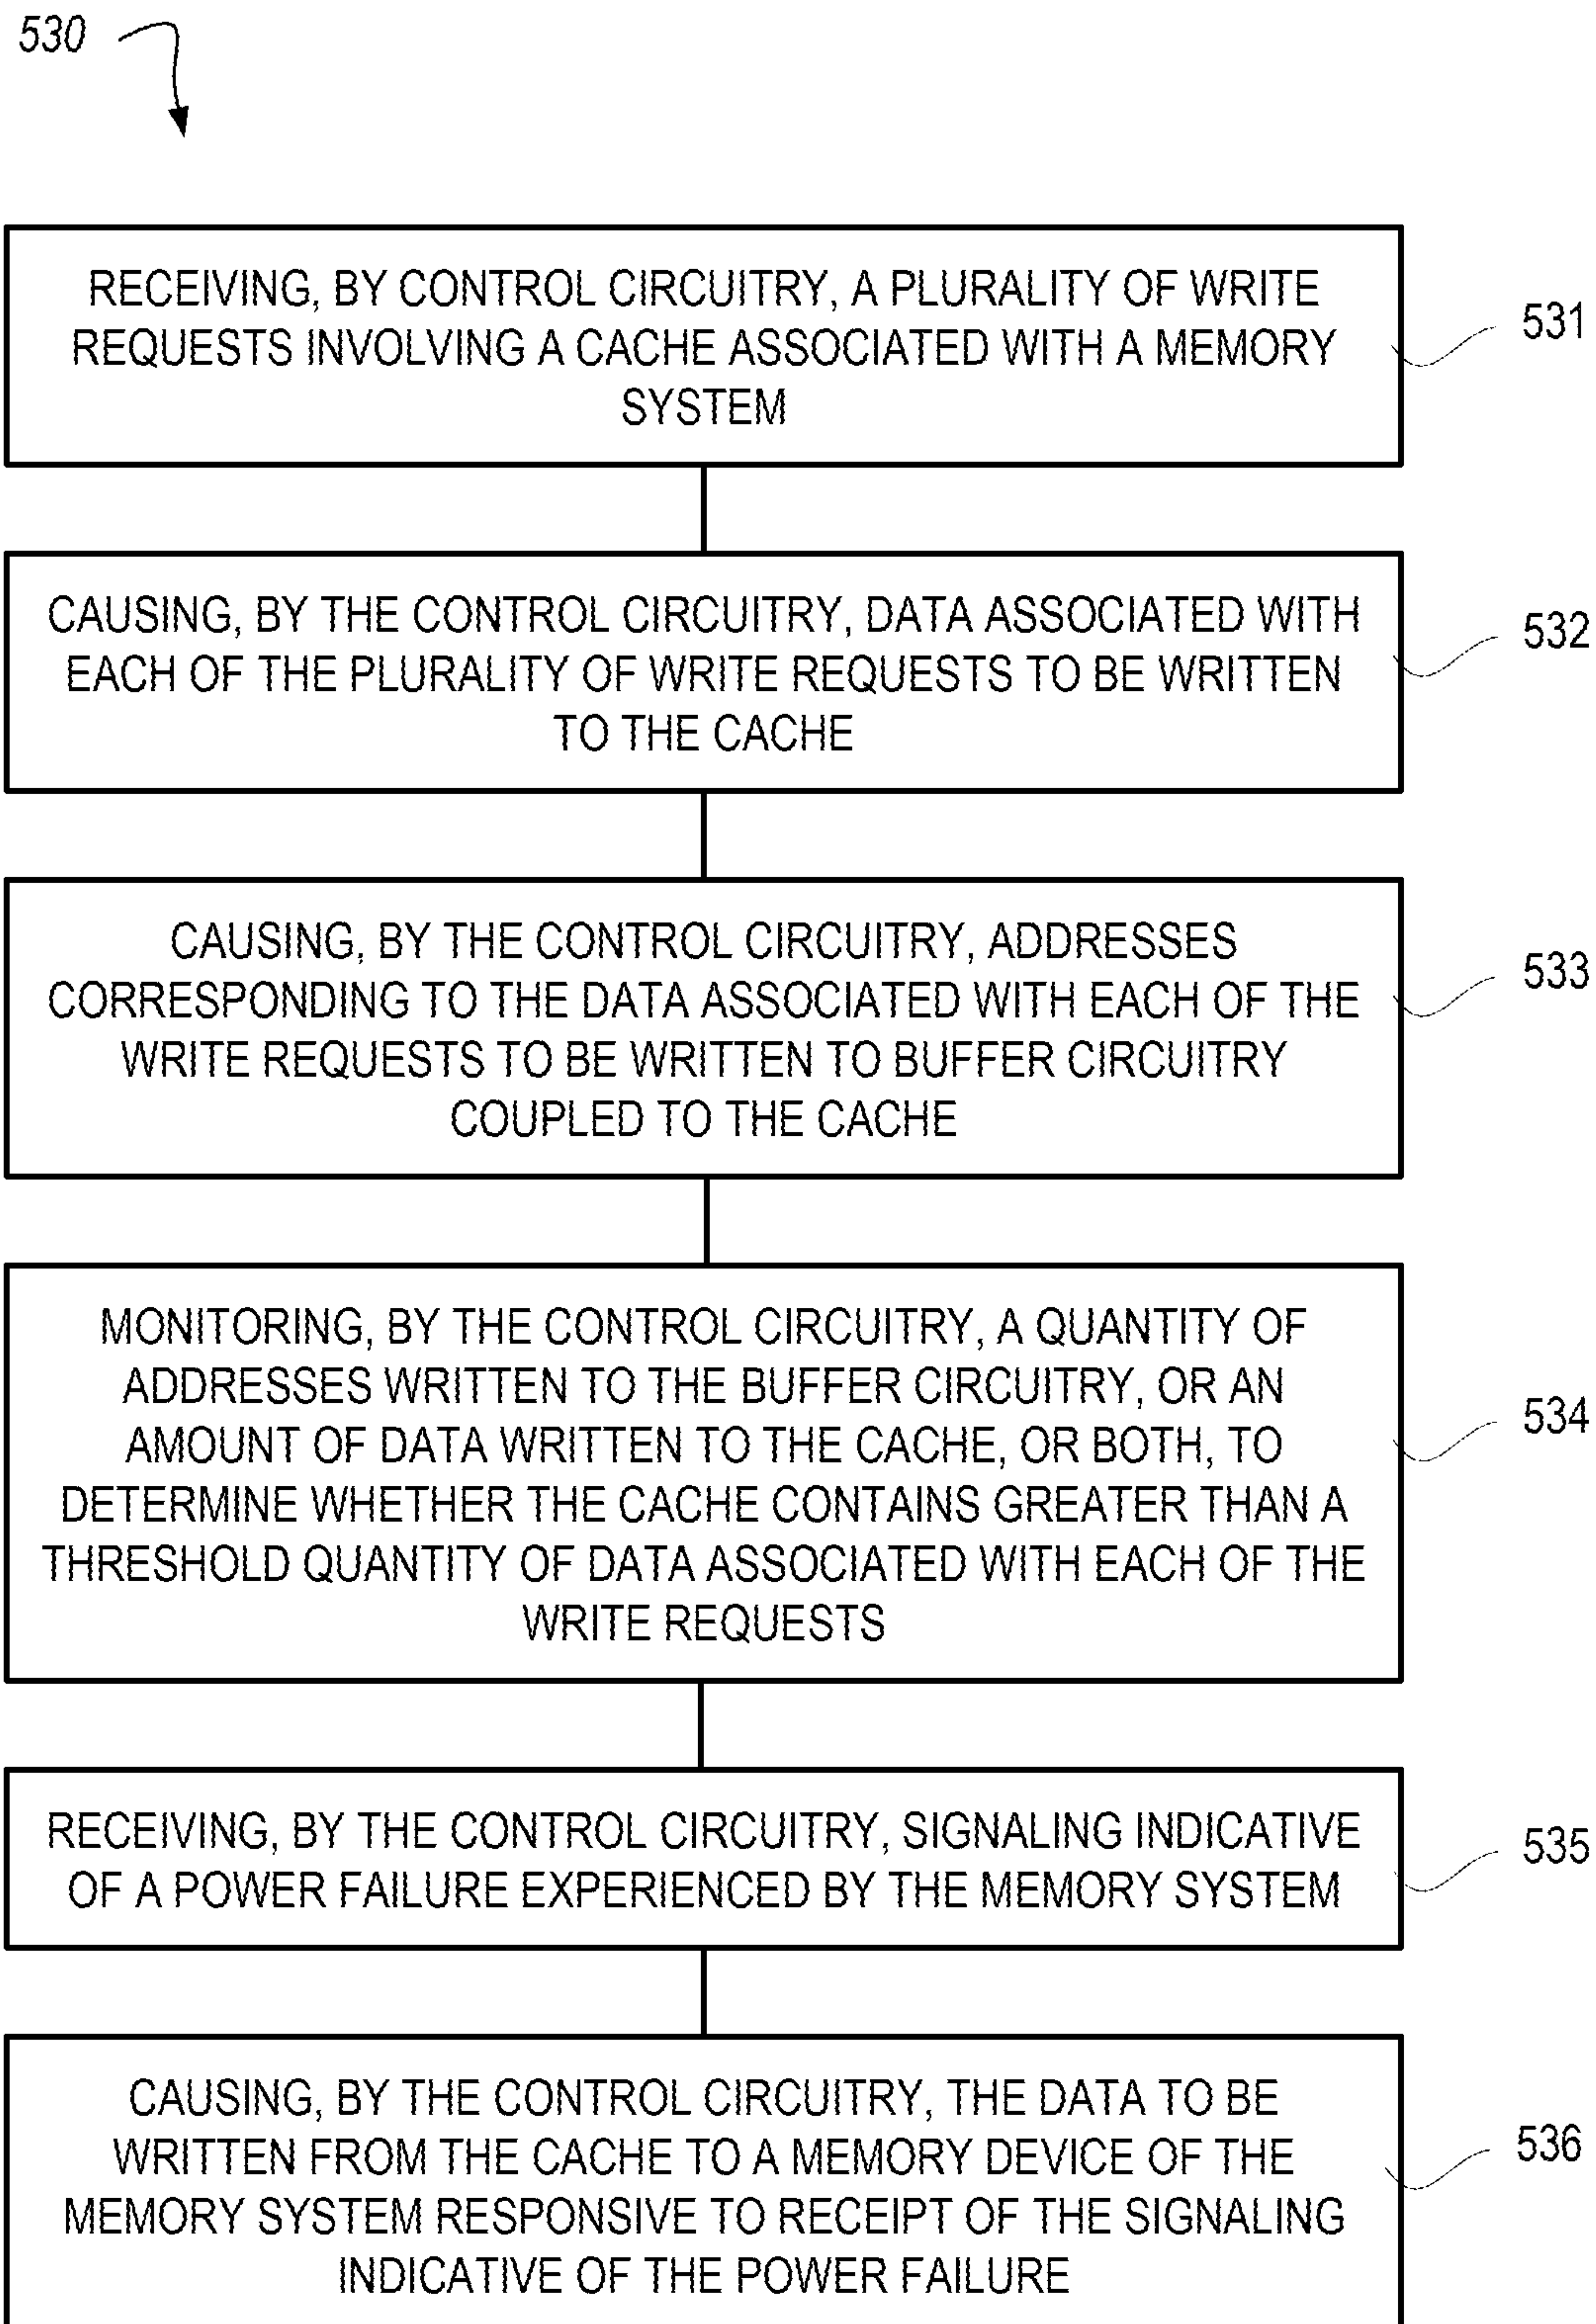 530
RECEIVING, BY CONTROL CIRCUITRY, A PLURALITY OF WRITE
REQUESTS INVOLVING A CACHE ASSOCIATED WITH A MEMORY
SYSTEM
531
CAUSING, BY THE CONTROL CIRCUITRY, DATA ASSOCIATED WITH
EACH OF THE PLURALITY OF WRITE REQUESTS TO BE WRITTEN
TO THE CACHE
532
CAUSING, BY THE CONTROL CIRCUITRY, ADDRESSES
CORRESPONDING TO THE DATA ASSOCIATED WITH EACH OF THE
WRITE REQUESTS TO BE WRITTEN TO BUFFER CIRCUITRY
COUPLED TO THE CACHE
533
MONITORING, BY THE CONTROL CIRCUITRY, A QUANTITY OF
ADDRESSES WRITTEN TO THE BUFFER CIRCUITRY, OR AN
AMOUNT OF DATA WRITTEN TO THE CACHE, OR BOTH, TO
DETERMINE WHETHER THE CACHE CONTAINS GREATER THAN A
THRESHOLD QUANTITY OF DATA ASSOCIATED WITH EACH OF THE
WRITE REQUESTS
534
RECEIVING, BY THE CONTROL CIRCUITRY, SIGNALING INDICATIVE
OF A POWER FAILURE EXPERIENCED BY THE MEMORY SYSTEM
535
CAUSING, BY THE CONTROL CIRCUITRY, THE DATA TO BE
WRITTEN FROM THE CACHE TO A MEMORY DEVICE OF THE
MEMORY SYSTEM RESPONSIVE TO RECEIPT OF THE SIGNALING
INDICATIVE OF THE POWER FAILURE
536